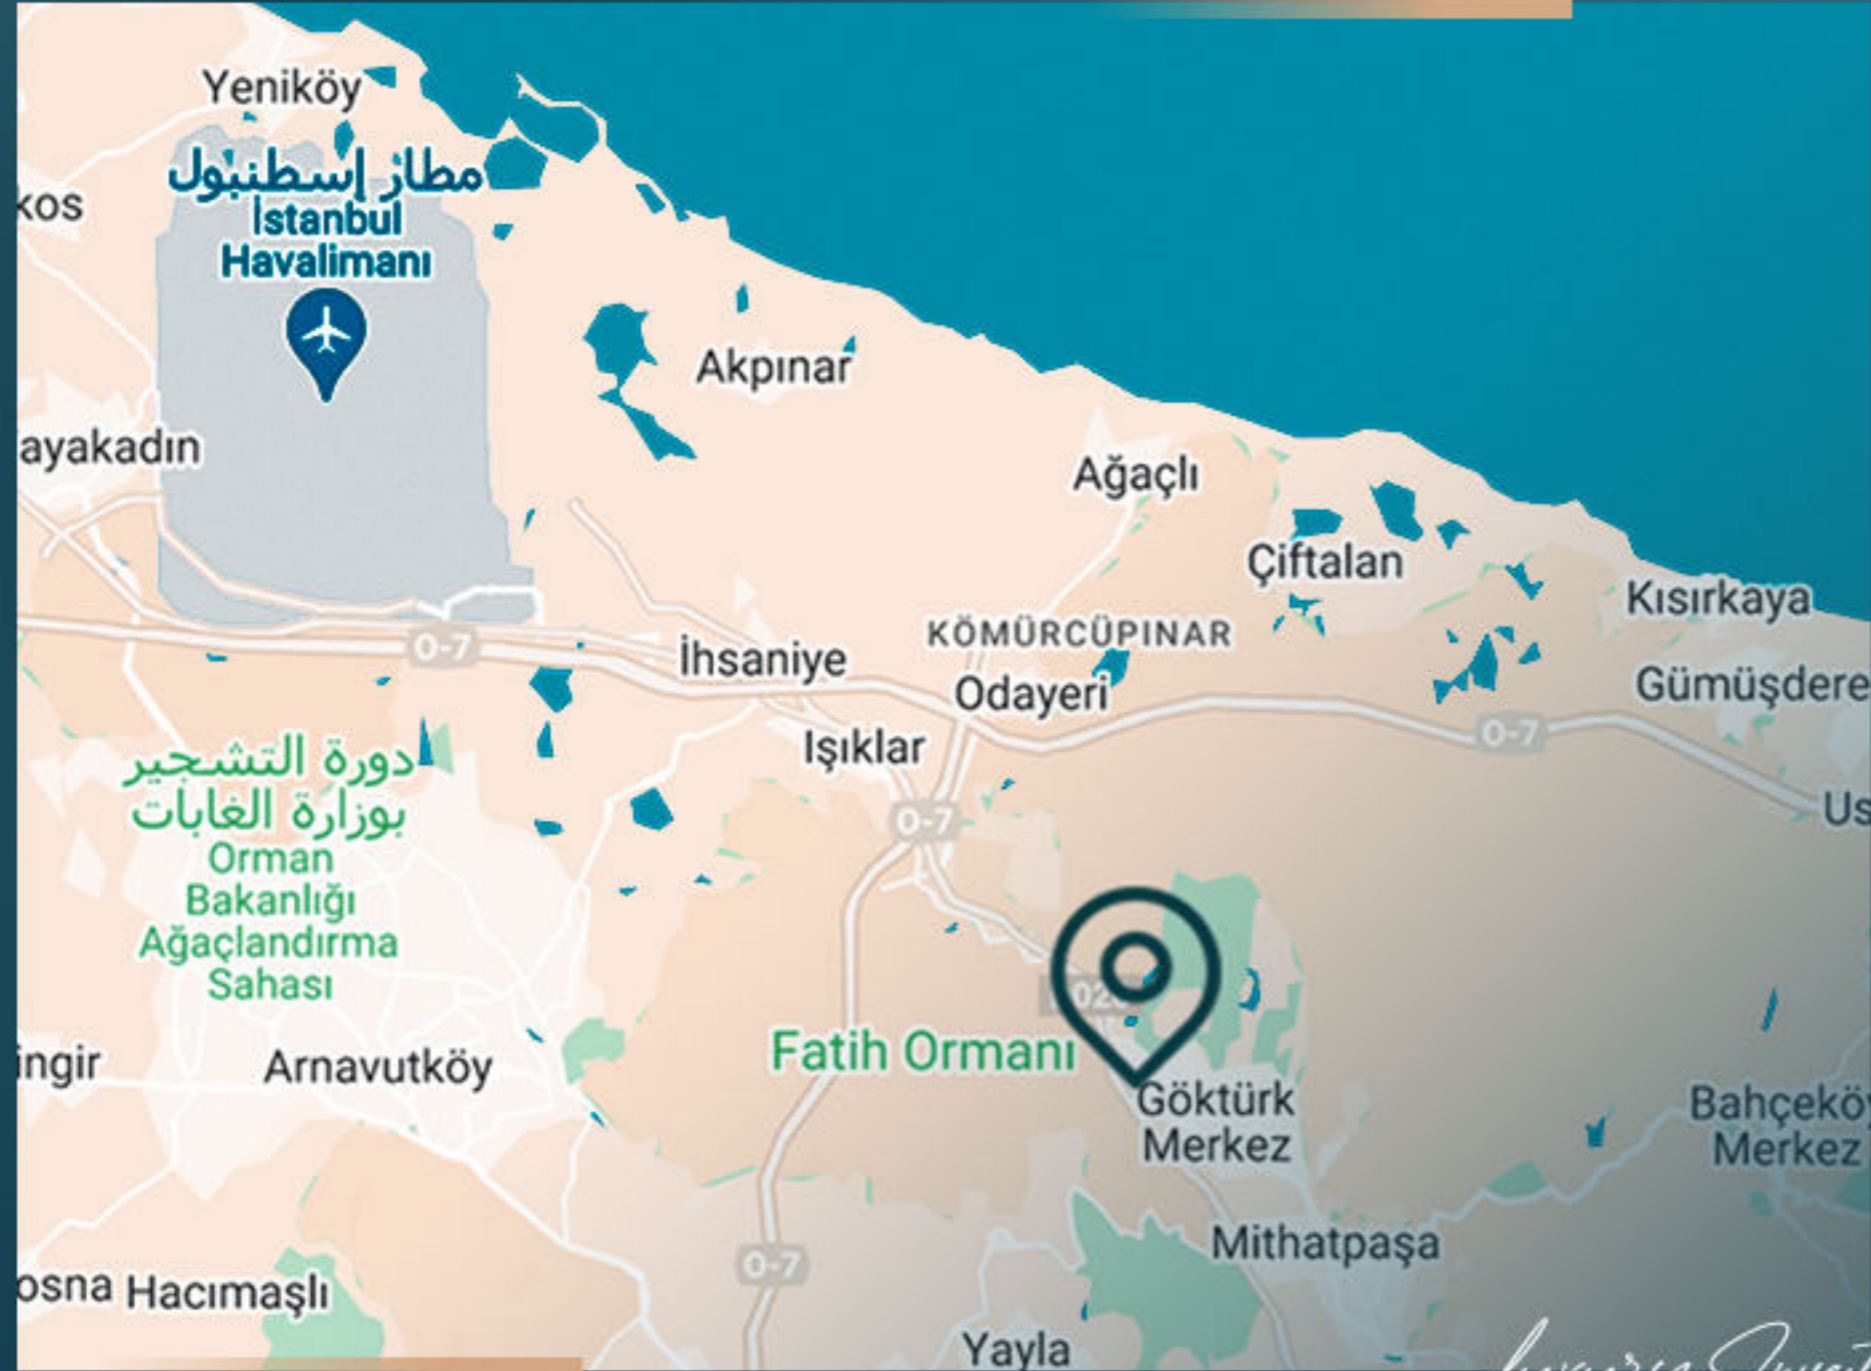 Yeniköy
مطار إسطنبول
İstanbul
Havalimanı
kos
Akpınar
ayakadın
Ağaçlı
Çiftalan
Kısırkaya
KÖMÜRCÜPINAR
O-7
İhsaniye
Odayeri
Gümüşdere
Işıklar
O-7
دورة التشجير
بوزارة الغابات
Orman
Bakanlığı
Ağaçlandırma
Sahası
O-7
Us
Fatih Ormanı
ingir
Arnavutköy
Göktürk
Merkez
Bahçeköy
Merkez
Mithatpaşa
O-7
osna
Hacımaşlı
Yayla